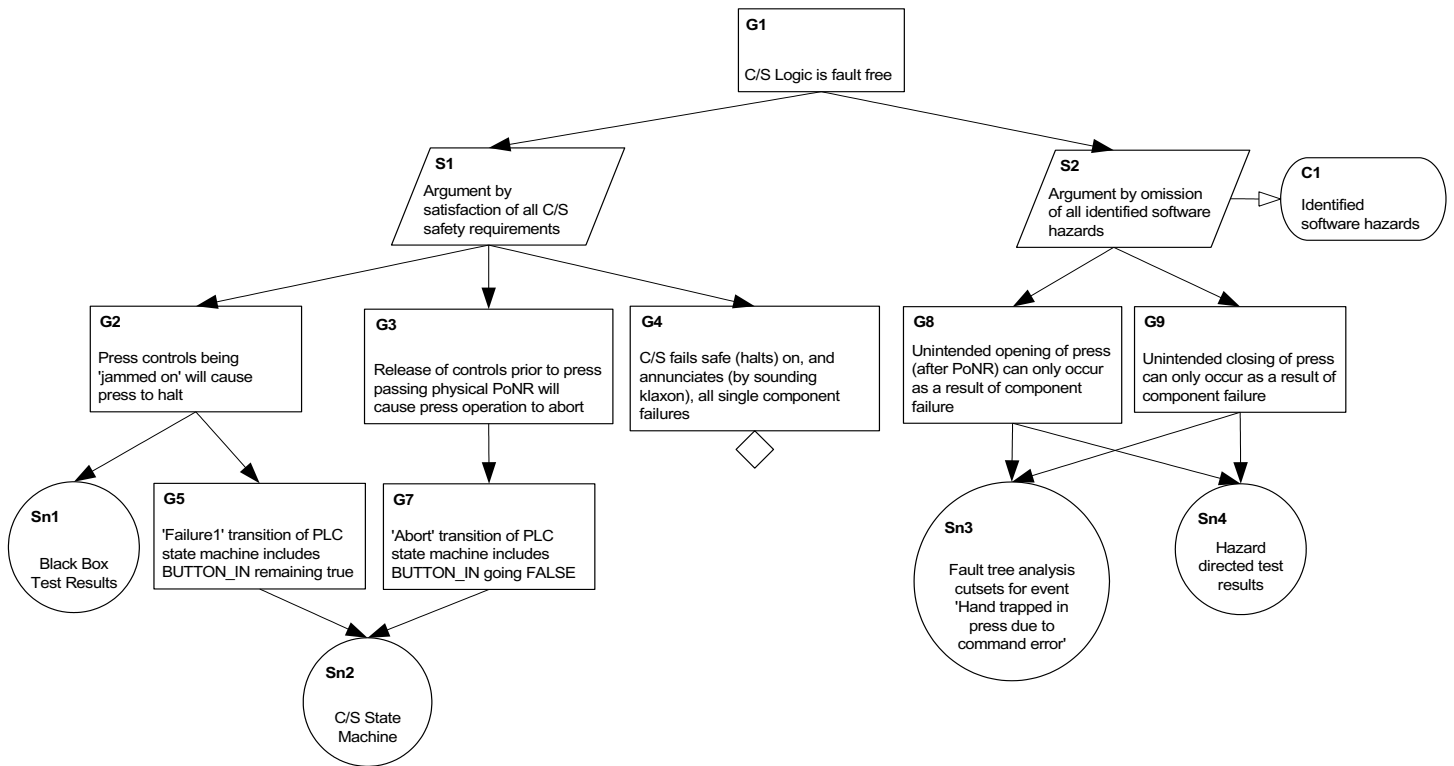 G1
C/S Logic is fault free
S1
Argument by
satisfaction of all C/S
safety requirements
S2
Argument by omission
of all identified software
hazards
C1
Identified
software hazards
G2
Press controls being
'jammed on' will cause
press to halt
G3
Release of controls prior to press
passing physical PoNR will
cause press operation to abort
G4
C/S fails safe (halts) on, and
annunciates (by sounding
klaxon), all single component
failures
G8
Unintended opening of press
(after PoNR) can only occur
as a result of component
failure
G9
Unintended closing of press
can only occur as a result of
component failure
Sn1
Black Box
Test Results
G5
'Failure1' transition of PLC
state machine includes
BUTTON_IN remaining true
G7
'Abort' transition of PLC
state machine includes
BUTTON_IN going FALSE
Sn3
Fault tree analysis
cutsets for event
'Hand trapped in
press due to
command error'
Sn4
Hazard
directed test
results
Sn2
C/S State
Machine